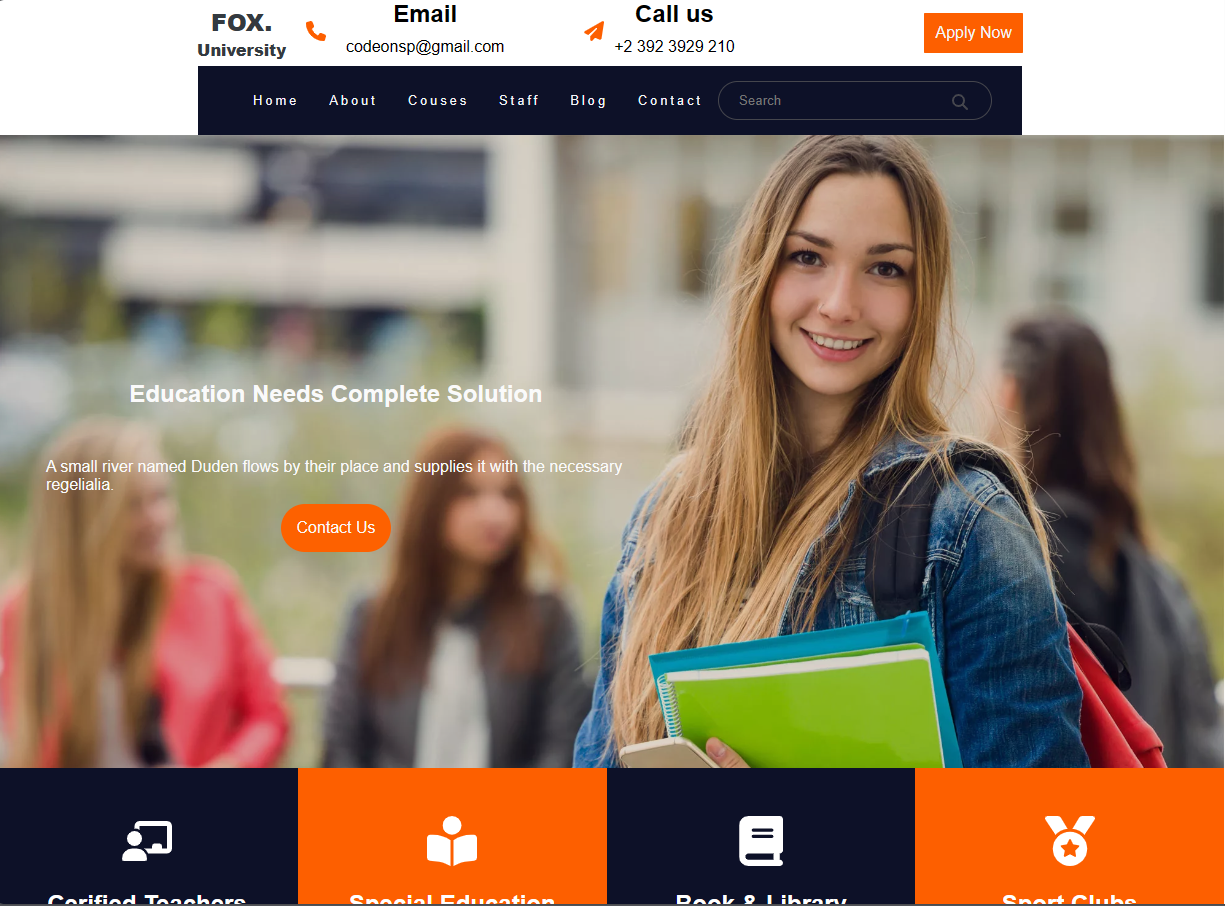 FOX.
University
Email
codeonsp@gmail.com
Call us
+2 392 3929 210
Apply Now
Home About Couses Staff Blog Contact Search
Education Needs Complete Solution
A small river named Duden flows by their place and supplies it with the necessary
regelialia.
Contact Us
Cerified Teachers Special Education Book & Library Sport Clubs